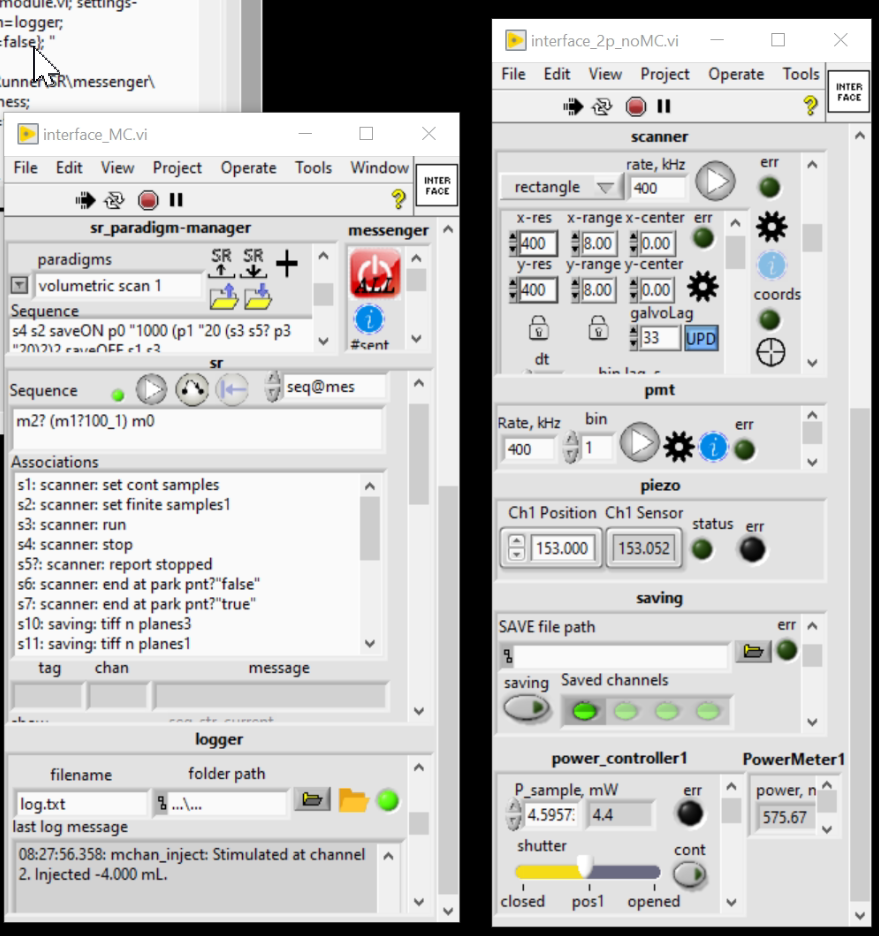 module.vi; settings-
n=logger;
=false}; "
Runner\SR\messenger\
ness;
interface_MC.vi
File Edit View Project Operate Tools Window
INTER
FACE
sr_paradigm-manager
messenger
paradigms
SR SR
volumetric scan 1
ALL
Sequence
s4 s2 saveON p0 "1000 (p1 "20 (s3 s5? p3
"20)2)2 saveOFF s1 s3
#sent
sr
Sequence
seq@mes
m2? (m1?100_1) m0
Associations
s1: scanner: set cont samples
s2: scanner: set finite samples1
s3: scanner: run
s4: scanner: stop
s5?: scanner: report stopped
s6: scanner: end at park pnt?"false"
s7: scanner: end at park pnt?"true"
s10: saving: tiff n planes3
s11: saving: tiff n planes1
tag chan message
logger
filename folder path
log.txt
...\...
last log message
08:27:56.358: mchan_inject: Stimulated at channel
2. Injected -4.000 mL.
interface_2p_noMC.vi
File Edit View Project Operate Tools
INTER
FACE
scanner
rate, kHz
err
rectangle
400
x-res x-range x-center err
400 8.00 0.00
y-res y-range y-center
400 8.00 0.00
coords
galvoLag
33 UPD
dt
pmt
Rate, kHz bin err
400 1
piezo
Ch1 Position Ch1 Sensor status err
153.000 153.052
saving
SAVE file path err
saving Saved channels
power_controller1
PowerMeter1
P_sample, mW err
4.5957 4.4
power, n
575.67
shutter
cont
closed pos1 opened